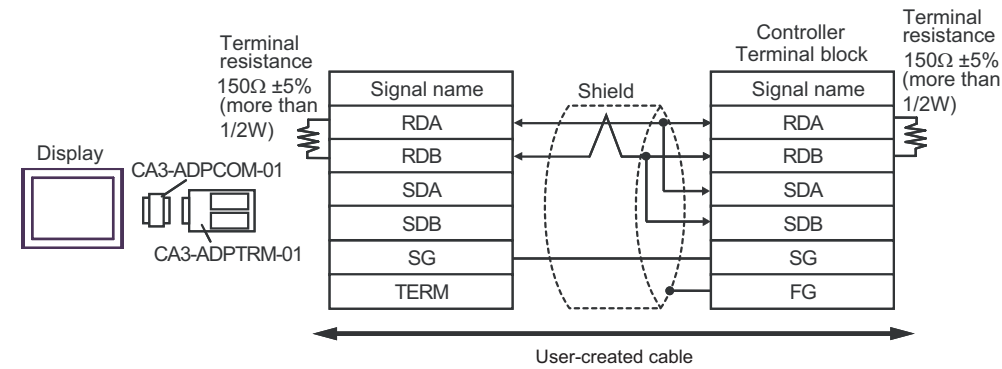 Terminal
resistance
150Ω ±5%
(more than
1/2W)
Controller
Terminal block
Terminal
resistance
150Ω ±5%
(more than
1/2W)
Display
CA3-ADPCOM-01
CA3-ADPTRM-01
Shield
Signal name
RDA
RDB
SDA
SDB
SG
TERM
Signal name
RDA
RDB
SDA
SDB
SG
FG
User-created cable